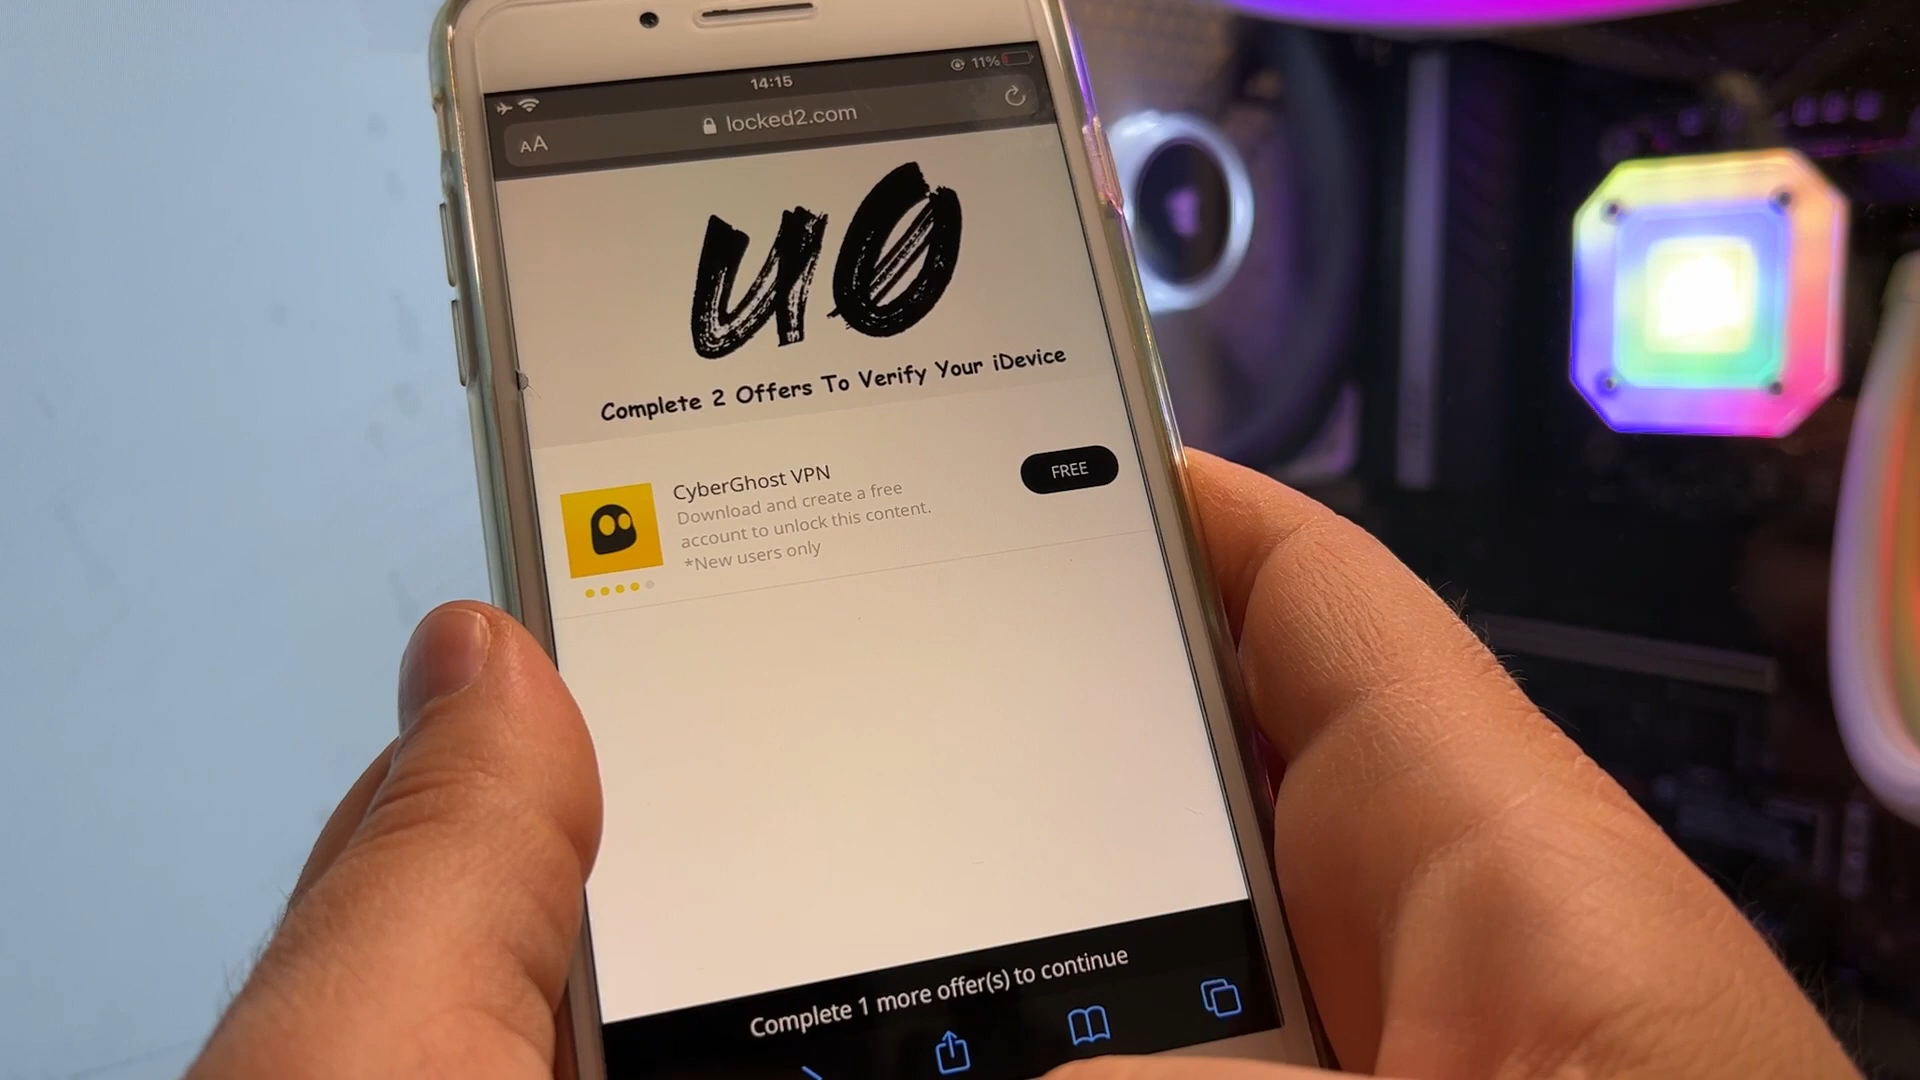 14:15
11%
AA
locked2.com
u0
Complete 2 Offers To Verify Your iDevice
CyberGhost VPN
Download and create a free
account to unlock this content.
*New users only
FREE
Complete 1 more offer(s) to continue